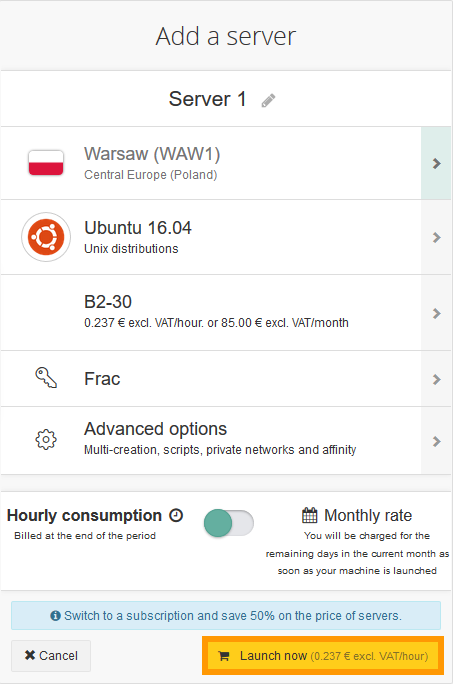 Add a server
Server 1
Warsaw (WAW1)
Central Europe (Poland)
Ubuntu 16.04
Unix distributions
B2-30
0.237 € excl. VAT/hour. or 85.00 € excl. VAT/month
Frac
Advanced options
Multi-creation, scripts, private networks and affinity
Hourly consumption
Billed at the end of the period
Monthly rate
You will be charged for the
remaining days in the current month as
soon as your machine is launched
Switch to a subscription and save 50% on the price of servers.
Cancel
Launch now (0.237 € excl. VAT/hour)